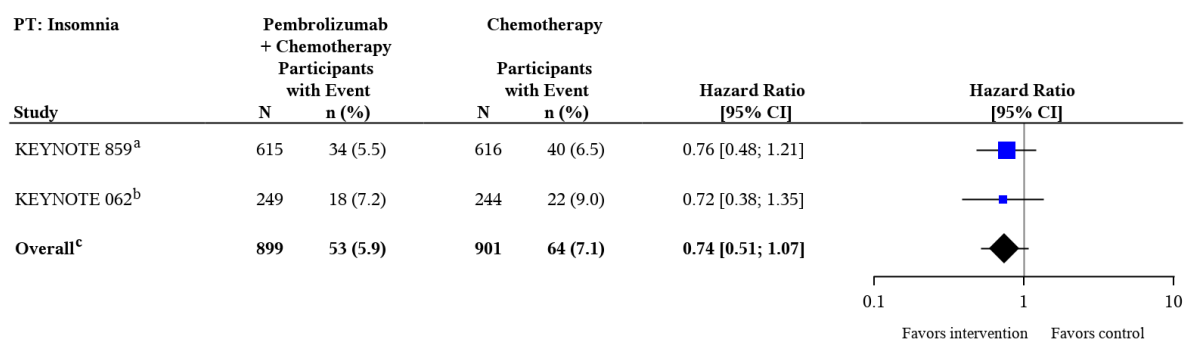 PT: Insomnia Pembrolizumab Chemotherapy
+ Chemotherapy
Participants Participants
with Event with Event Hazard Ratio Hazard Ratio
Study N n (%) N n (%) [95% CI] [95% CI]
KEYNOTE 859a 615 34 (5.5) 616 40 (6.5) 0.76 [0.48; 1.21]
KEYNOTE 062b 249 18 (7.2) 244 22 (9.0) 0.72 [0.38; 1.35]
Overallc 899 53 (5.9) 901 64 (7.1) 0.74 [0.51; 1.07]
0.1 1 10
Favors intervention Favors control